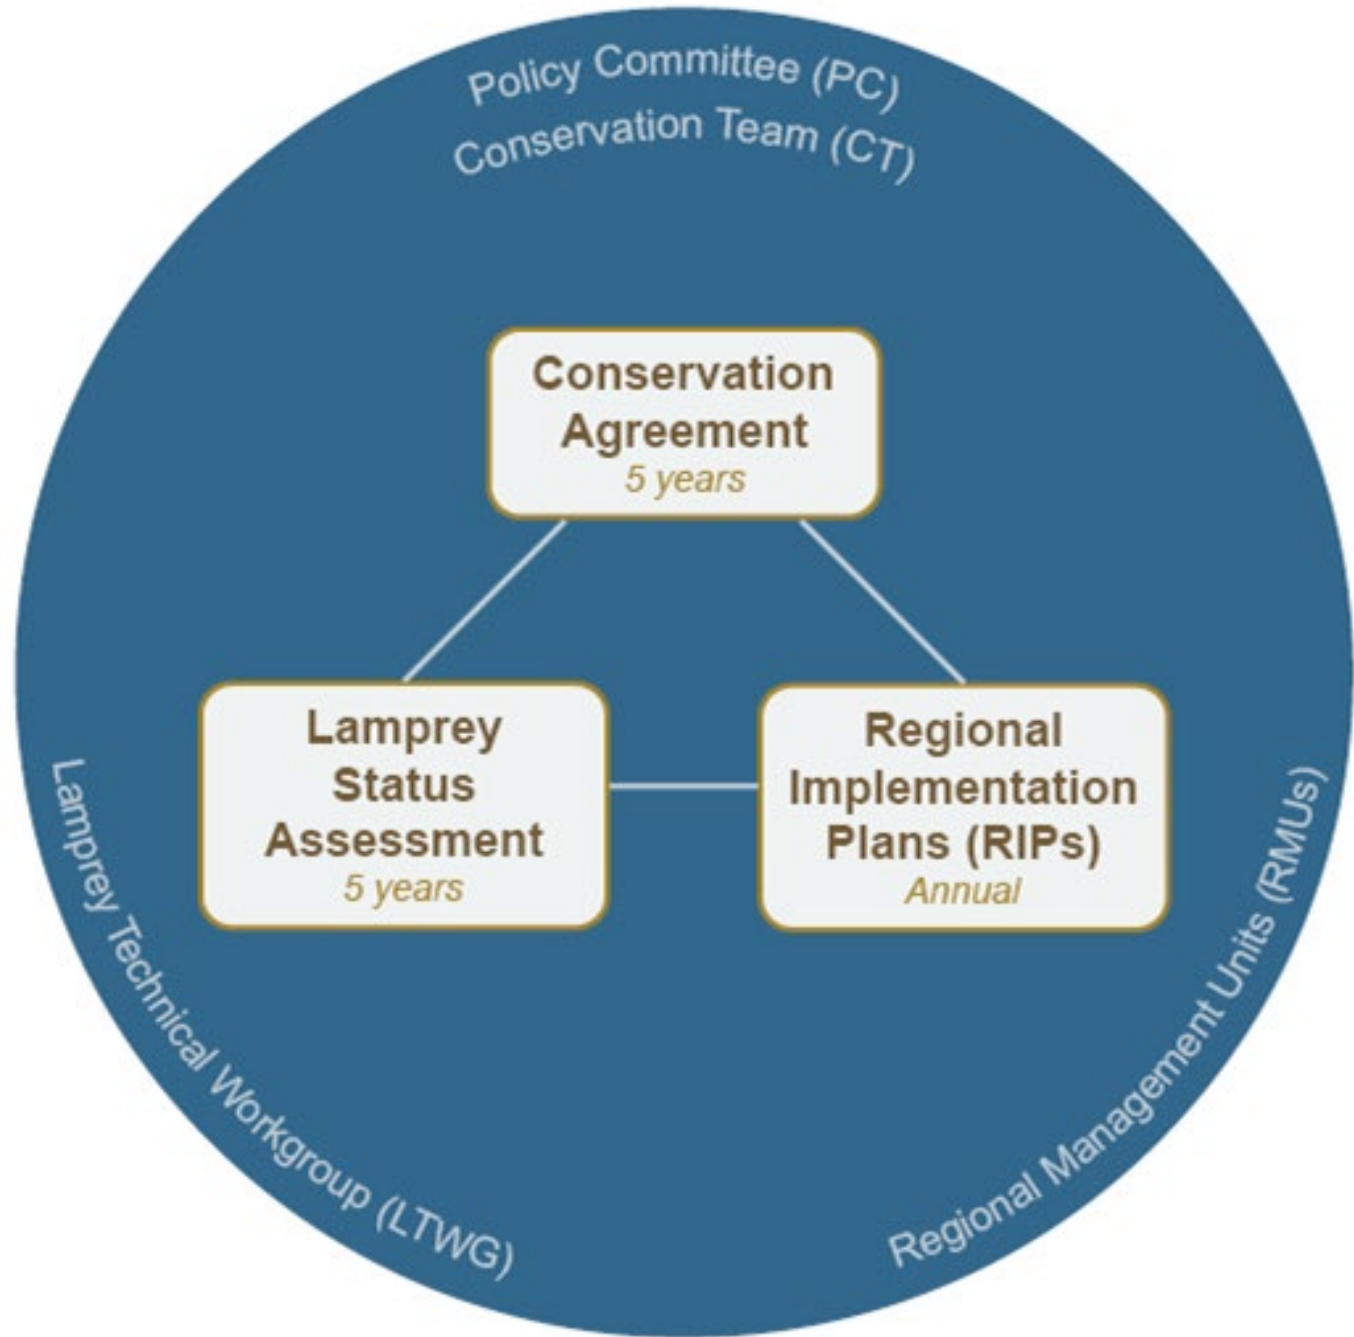 Policy Committee (PC)
Conservation Team (CT)
Conservation
Agreement
5 years
Lamprey
Status
Assessment
5 years
Regional
Implementation
Plans (RIPs)
Annual
Lamprey Technical Workgroup (LTWG)
Regional Management Units (RMUs)